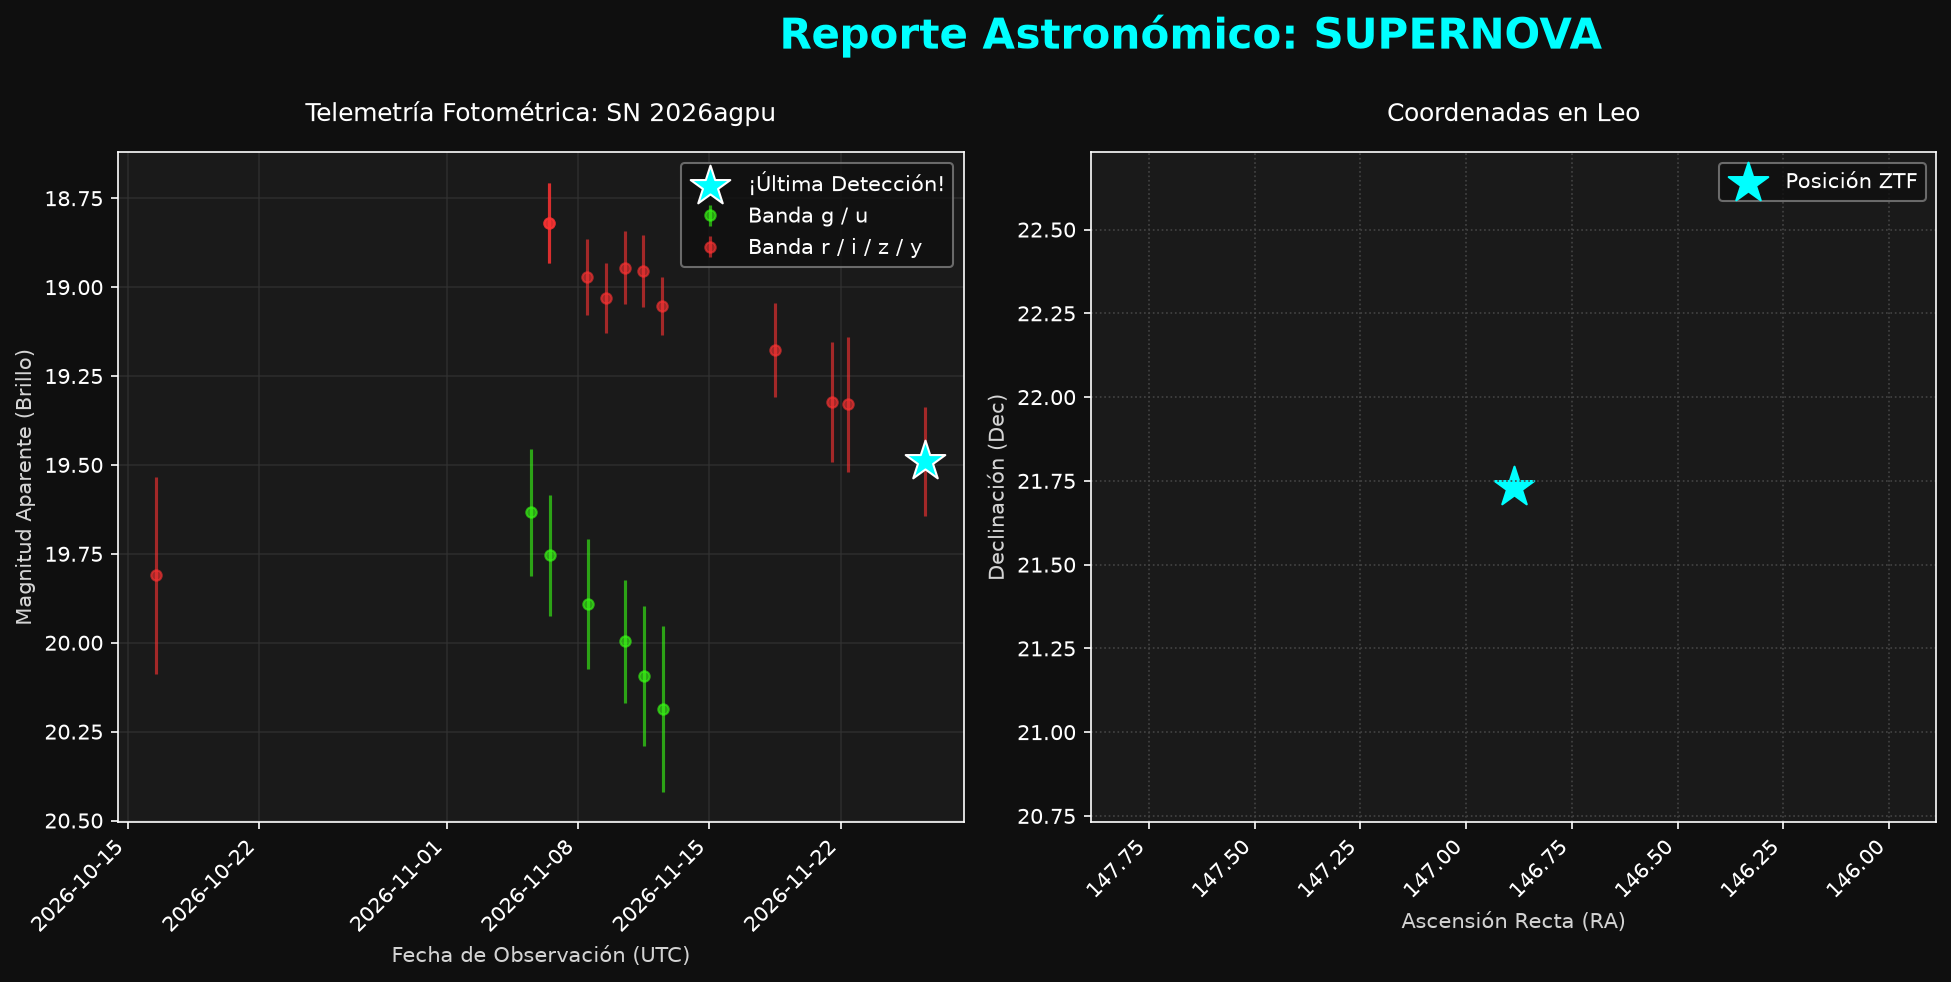 Reporte Astronómico: SUPERNOVA
Telemetría Fotométrica: SN 2026agpu
¡Última Detección!
Banda g / u
Banda r / i / z / y
Magnitud Aparente (Brillo)
18.75
19.00
19.25
19.50
19.75
20.00
20.25
20.50
2026-10-15
2026-10-22
2026-11-01
2026-11-08
2026-11-15
2026-11-22
Fecha de Observación (UTC)
Coordenadas en Leo
Posición ZTF
Declinación (Dec)
22.50
22.25
22.00
21.75
21.50
21.25
21.00
20.75
147.75
147.50
147.25
147.00
146.75
146.50
146.25
146.00
Ascensión Recta (RA)